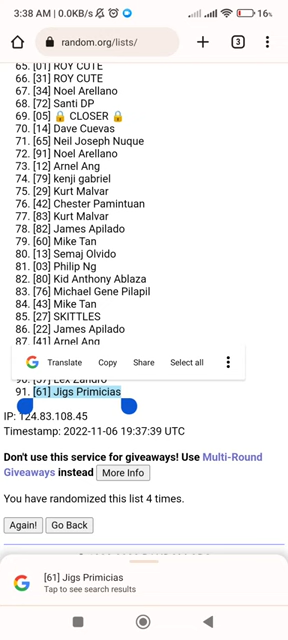 3:38 AM | 0.0KB/s
16%
random.org/lists/
3
65. [01] ROY CUTE
66. [31] ROY CUTE
67. [34] Noel Arellano
68. [72] Santi DP
69. [05] 🔒 CLOSER 🔒
70. [14] Dave Cuevas
71. [65] Neil Joseph Nuque
72. [91] Noel Arellano
73. [12] Arnel Ang
74. [79] kenji gabriel
75. [29] Kurt Malvar
76. [42] Chester Pamintuan
77. [83] Kurt Malvar
78. [82] James Apilado
79. [60] Mike Tan
80. [13] Semaj Olvido
81. [03] Philip Ng
82. [80] Kid Anthony Ablaza
83. [76] Michael Gene Pilapil
84. [43] Mike Tan
85. [27] SKITTLES
86. [22] James Apilado
87. [41] Arnel Ang
Translate Copy Share Select all
90. [57] Lex Zandro
91. [61] Jigs Primicias
IP: 124.83.108.45
Timestamp: 2022-11-06 19:37:39 UTC
Don't use this service for giveaways! Use Multi-Round
Giveaways instead More Info
You have randomized this list 4 times.
Again! Go Back
[61] Jigs Primicias
Tap to see search results